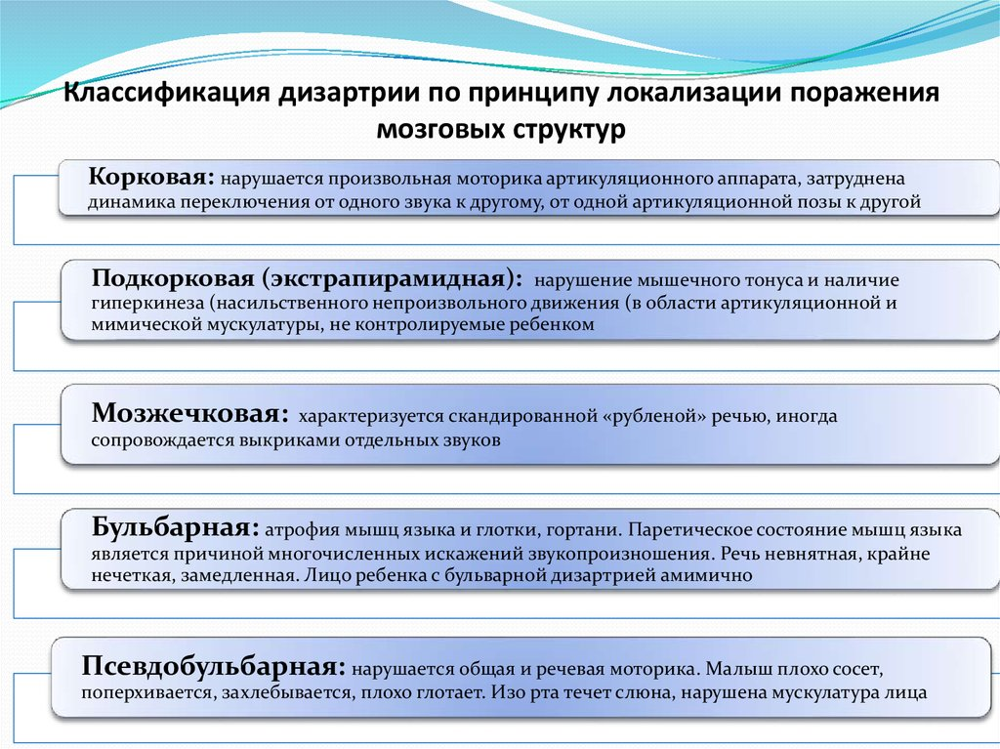 Классификация дизартрии по принципу локализации поражения
мозговых структур
Корковая: нарушается произвольная моторика артикуляционного аппарата, затруднена
динамика переключения от одного звука к другому, от одной артикуляционной позы к другой
Подкорковая (экстрапирамидная): нарушение мышечного тонуса и наличие
гиперкинеза (насильственного непроизвольного движения (в области артикуляционной и
мимической мускулатуры, не контролируемые ребенком
Мозжечковая: характеризуется скандированной «рубленой» речью, иногда
сопровождается выкриками отдельных звуков
Бульбарная: атрофия мышц языка и глотки, гортани. Паретическое состояние мышц языка
является причиной многочисленных искажений звукопроизношения. Речь невнятная, крайне
нечеткая, замедленная. Лицо ребенка с бульварной дизартрией амимично
Псевдобульбарная: нарушается общая и речевая моторика. Малыш плохо сосет,
поперхивается, захлебывается, плохо глотает. Изо рта течет слюна, нарушена мускулатура лица